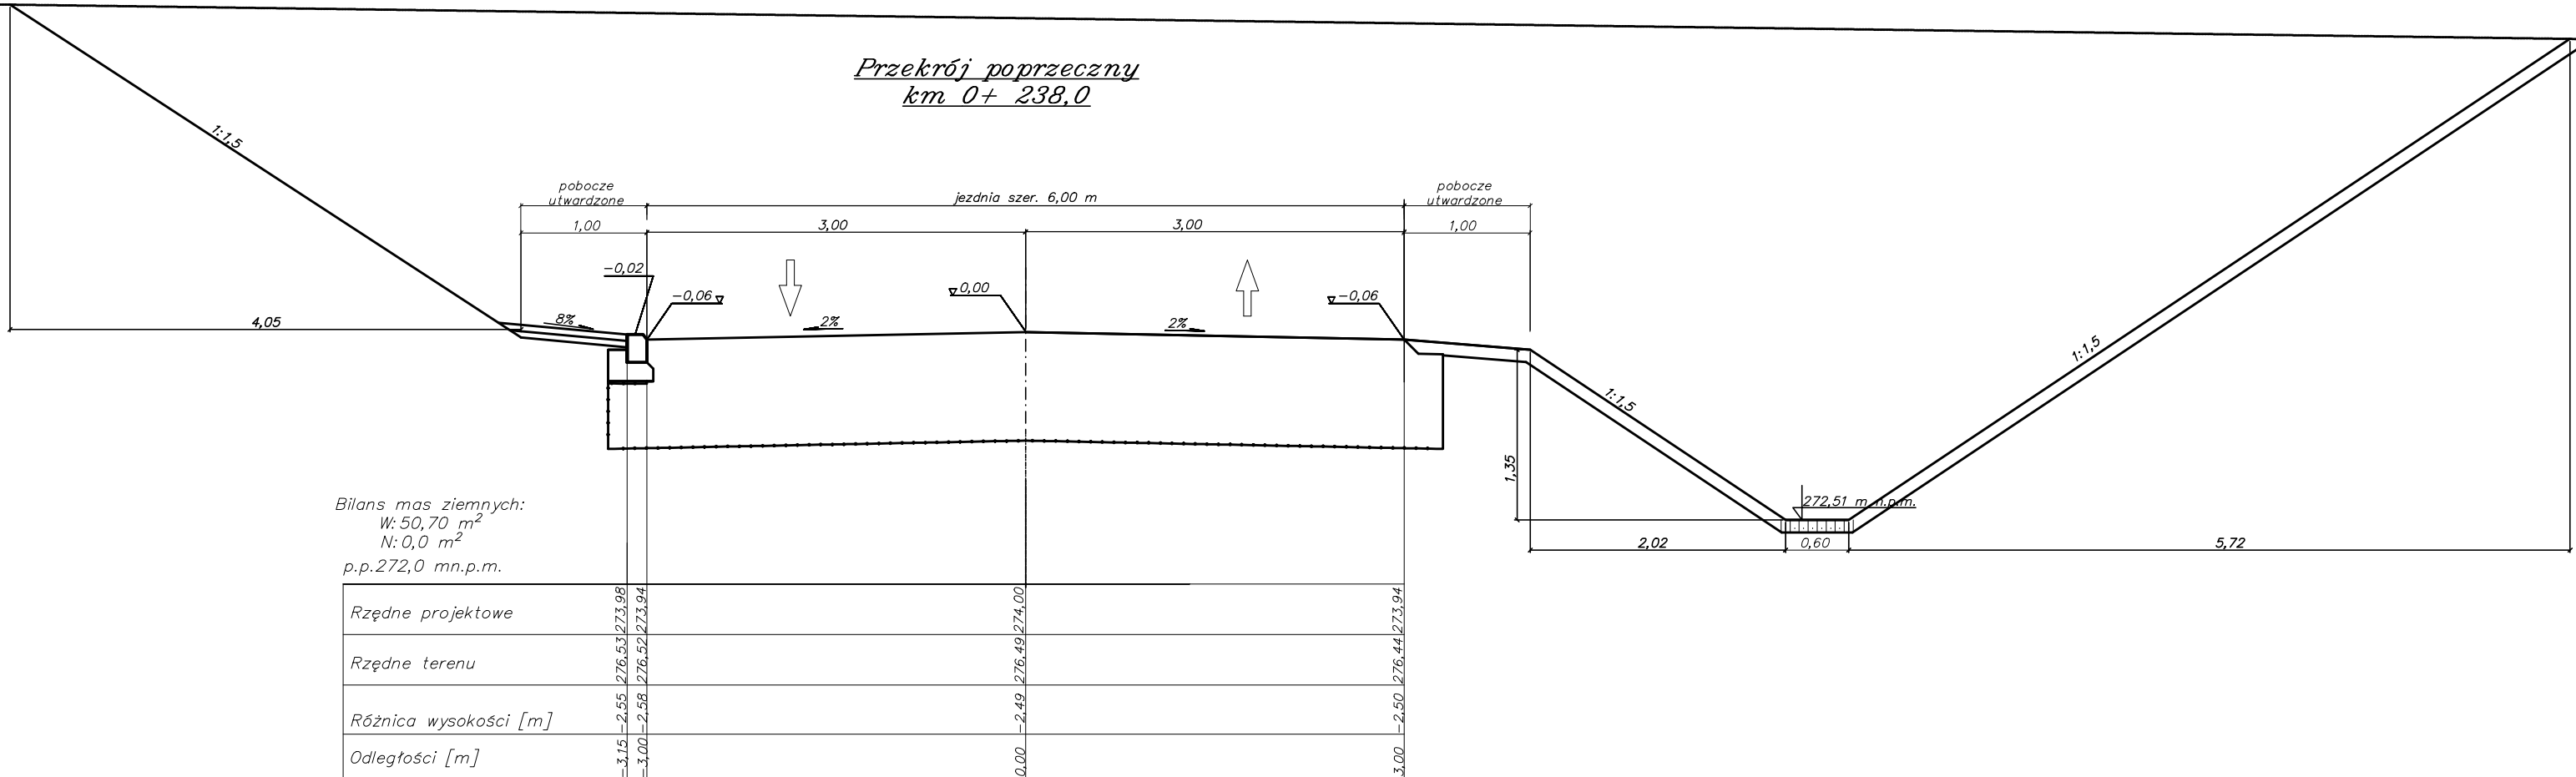 Przekrój poprzeczny
km 0+ 238,0
1:1,5
pobocze
utwardzone
jezdnia szer. 6,00 m
pobocze
utwardzone
1,00
3,00
3,00
1,00
-0,02
-0,06
0,00
-0,06
4,05
8%
2%
2%
1:1,5
1:1,5
1,35
272,51 m n.p.m.
2,02
0,60
5,72
Bilans mas ziemnych:
W: 50,70 m²
N: 0,0 m²
p.p.272,0 mn.p.m.
Rzędne projektowe 273,98 273,94 274,00 273,94
Rzędne terenu 276,53 276,52 276,49 276,44
Różnica wysokości [m] -2,55 -2,58 -2,49 -2,50
Odległości [m] -3,15 -3,00 0,00 3,00